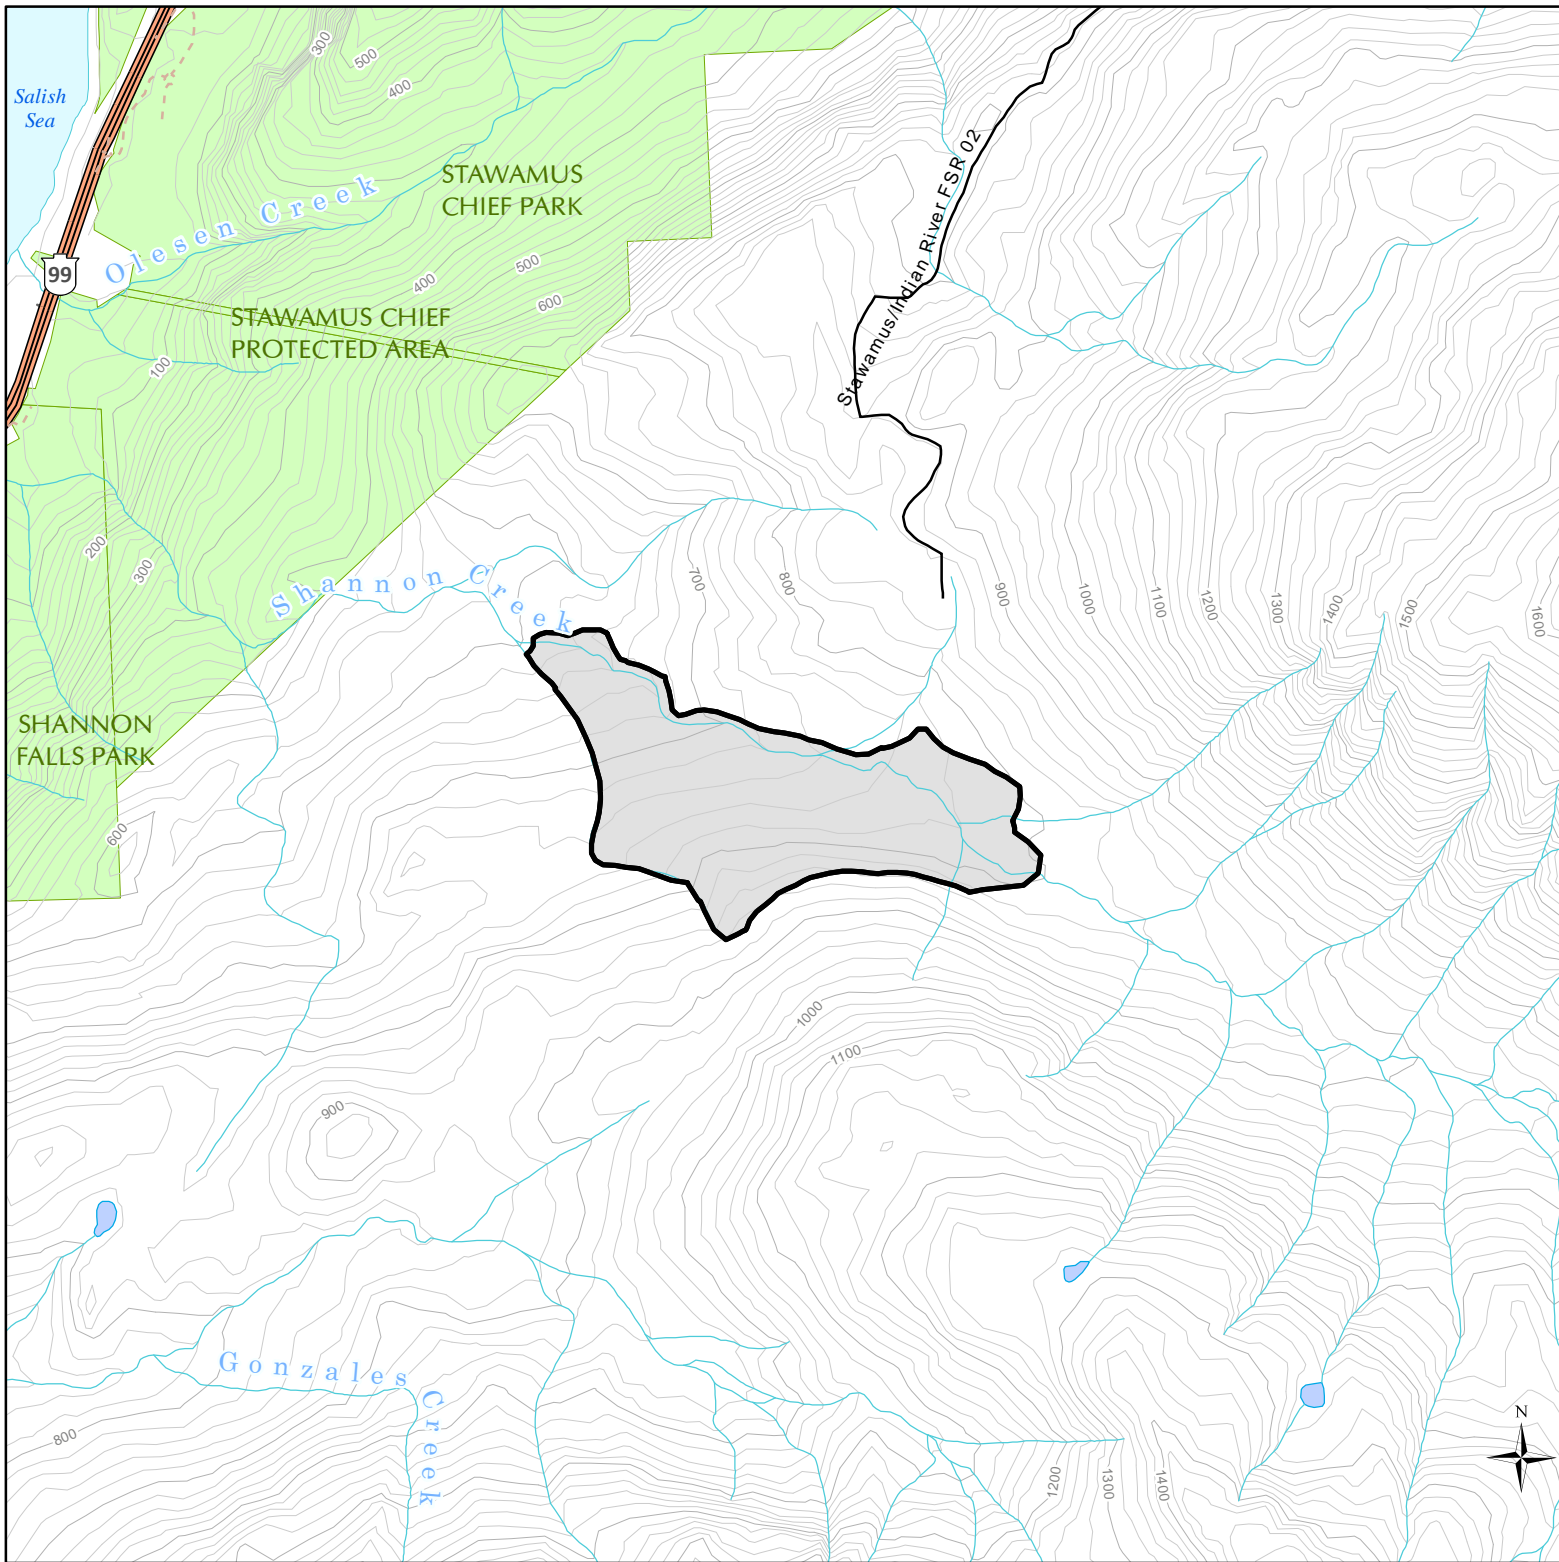 300
500
400
Salish
Sea
STAWAMUS
CHIEF PARK
Olesen Creek
Stawamus/Indian River FSR 02
99
500
400
600
STAWAMUS CHIEF
PROTECTED AREA
100
200
300
Shannon Creek
700
800
900
1000
1100
1200
1300
1400
1500
1600
SHANNON
FALLS PARK
600
1000
1100
900
Gonzales Creek
800
N
1200
1300
1400